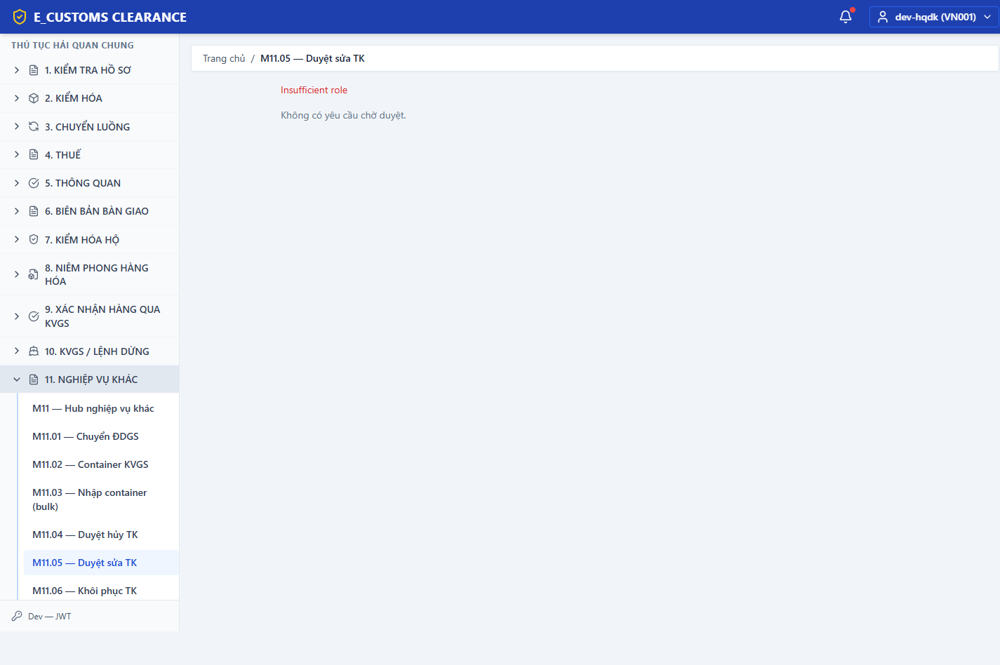 E_CUSTOMS CLEARANCE
dev-hqdk (VN001)
THỦ TỤC HẢI QUAN CHUNG
1. KIỂM TRA HỒ SƠ
2. KIỂM HÓA
3. CHUYỂN LUỒNG
4. THUẾ
5. THÔNG QUAN
6. BIÊN BẢN BÀN GIAO
7. KIỂM HÓA HỘ
8. NIÊM PHONG HÀNG
HÓA
9. XÁC NHẬN HÀNG QUA
KVGS
10. KVGS / LỆNH DỪNG
11. NGHIỆP VỤ KHÁC
M11 — Hub nghiệp vụ khác
M11.01 — Chuyển ĐDGS
M11.02 — Container KVGS
M11.03 — Nhập container
(bulk)
M11.04 — Duyệt hủy TK
M11.05 — Duyệt sửa TK
M11.06 — Khôi phục TK
Dev — JWT
Trang chủ / M11.05 — Duyệt sửa TK
Insufficient role
Không có yêu cầu chờ duyệt.